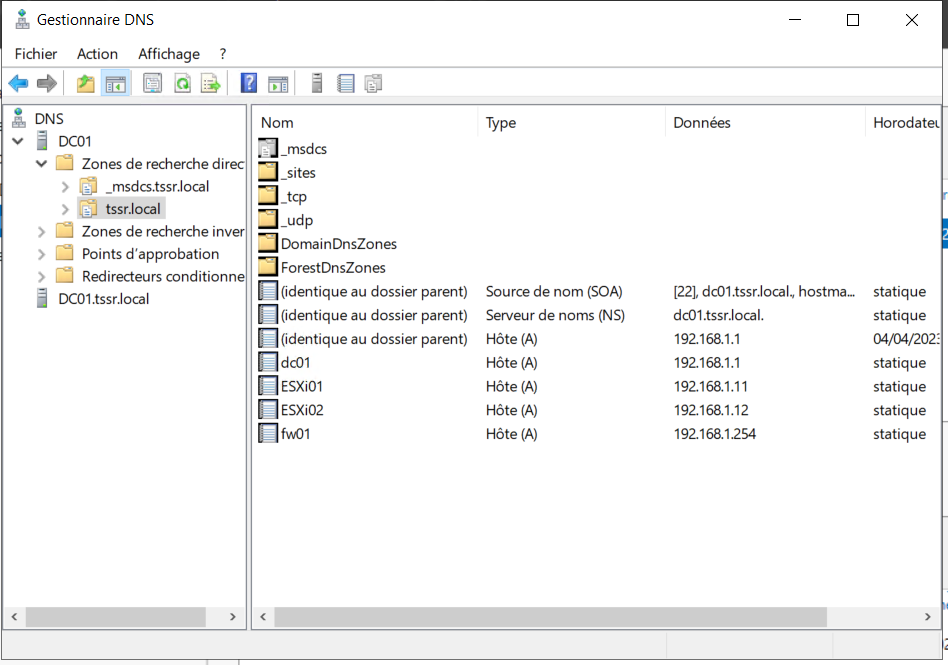 Gestionnaire DNS
Fichier Action Affichage ?
DNS
DC01
Zones de recherche direc
_msdcs.tssr.local
tssr.local
Zones de recherche inver
Points d'approbation
Redirecteurs conditionne
DC01.tssr.local
Nom Type Données Horodateu
_msdcs
_sites
_tcp
_udp
DomainDnsZones
ForestDnsZones
(identique au dossier parent) Source de nom (SOA) [22], dc01.tssr.local., hostma... statique
(identique au dossier parent) Serveur de noms (NS) dc01.tssr.local. statique
(identique au dossier parent) Hôte (A) 192.168.1.1 04/04/2023
dc01 Hôte (A) 192.168.1.1 statique
ESXi01 Hôte (A) 192.168.1.11 statique
ESXi02 Hôte (A) 192.168.1.12 statique
fw01 Hôte (A) 192.168.1.254 statique